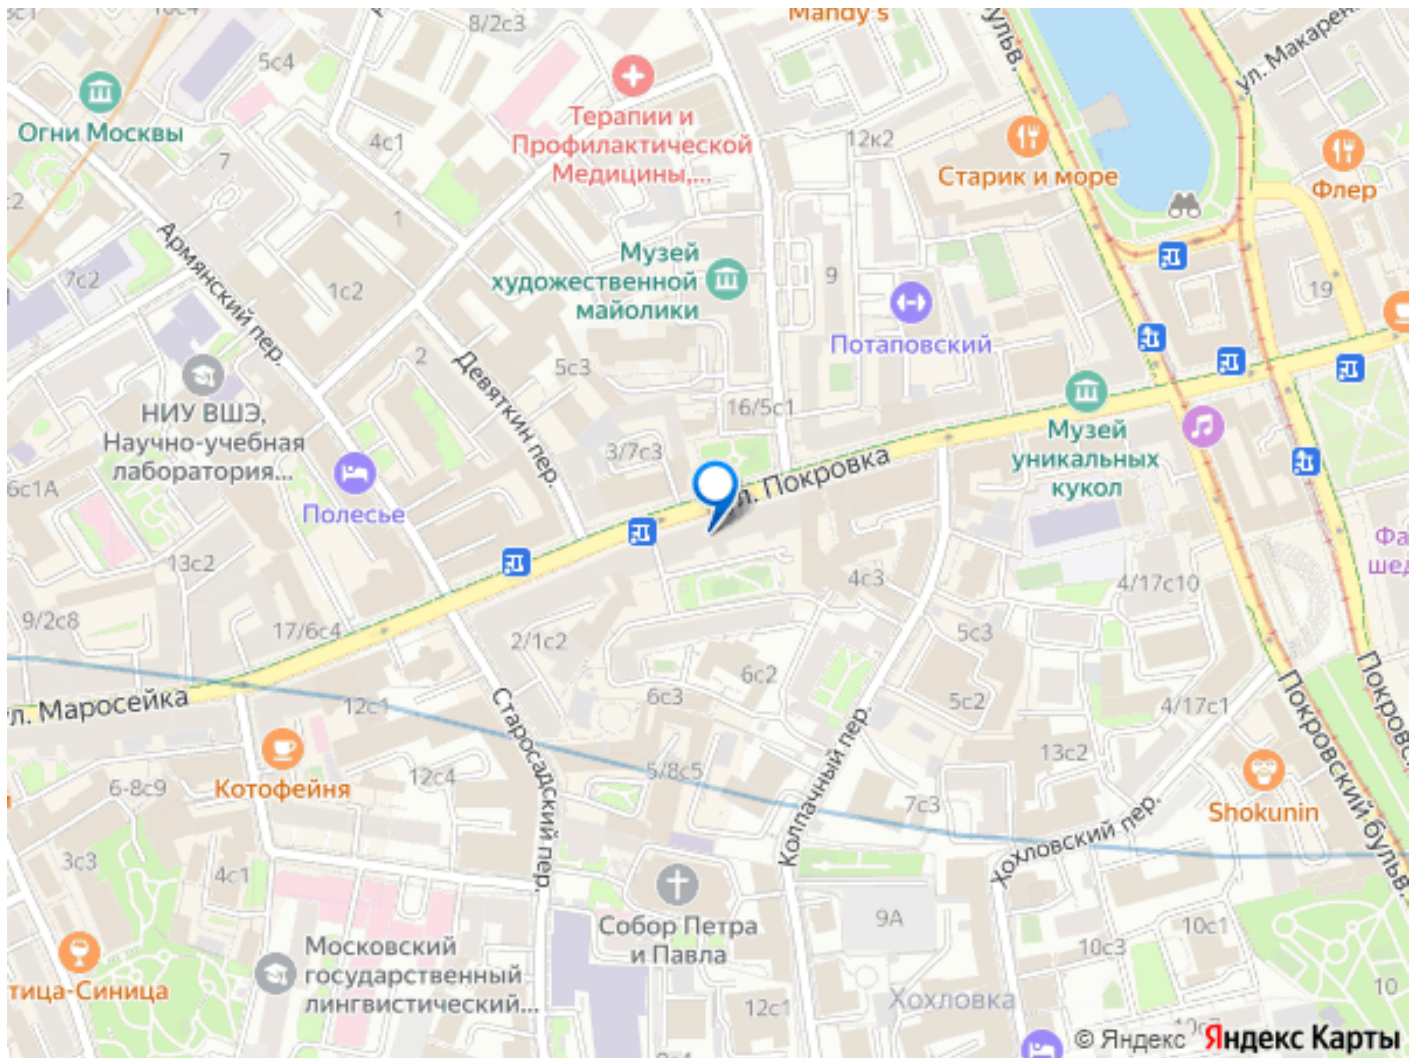 8/2с3
Mandy's
ул. Макарен
5с4
Огни Москвы
Терапии и
Профилактической
Медицины,...
4с1
12к2
Старик и море
Флер
7
1
Армянский пер.
7с2
1с2
Музей
художественной
майолики
9
19
Потаповский
2
Девяткин пер.
5с3
16/5с1
НИУ ВШЭ,
Научно-учебная
лаборатория...
3/7с3
Музей
уникальных
кукол
ул. Покровка
6с1А
Полесье
13с2
4с3
4/17с10
9/2с8
17/6с4
2/1с2
5с3
6с2
6с3
5с2
4/17с1
ул. Маросейка
12с1
Старосадский пер.
Колпачный пер.
13с2
Покровский бульв.
Котофейня
6-8с9
12с4
5/8с5
7с3
Хохловский пер.
Shokunin
3с3
4с1
Собор Петра
и Павла
9А
10с1
10с3
Московский
государственный
лингвистический...
тица-Синица
12с1
Хохловка
10
© Яндекс
Яндекс Карты